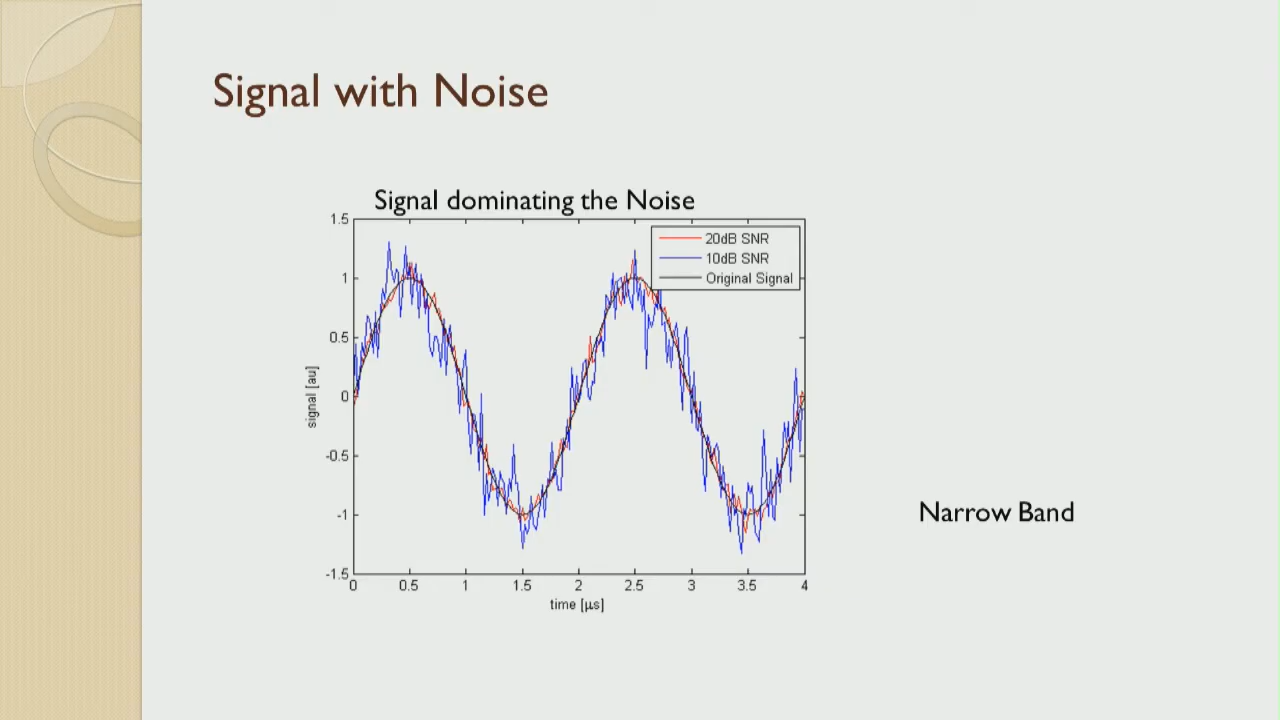 Signal with Noise
Signal dominating the Noise
20dB SNR
10dB SNR
Original Signal
1.5
1
0.5
0
-0.5
-1
-1.5
signal [au]
0 0.5 1 1.5 2 2.5 3 3.5 4
time [µs]
Narrow Band